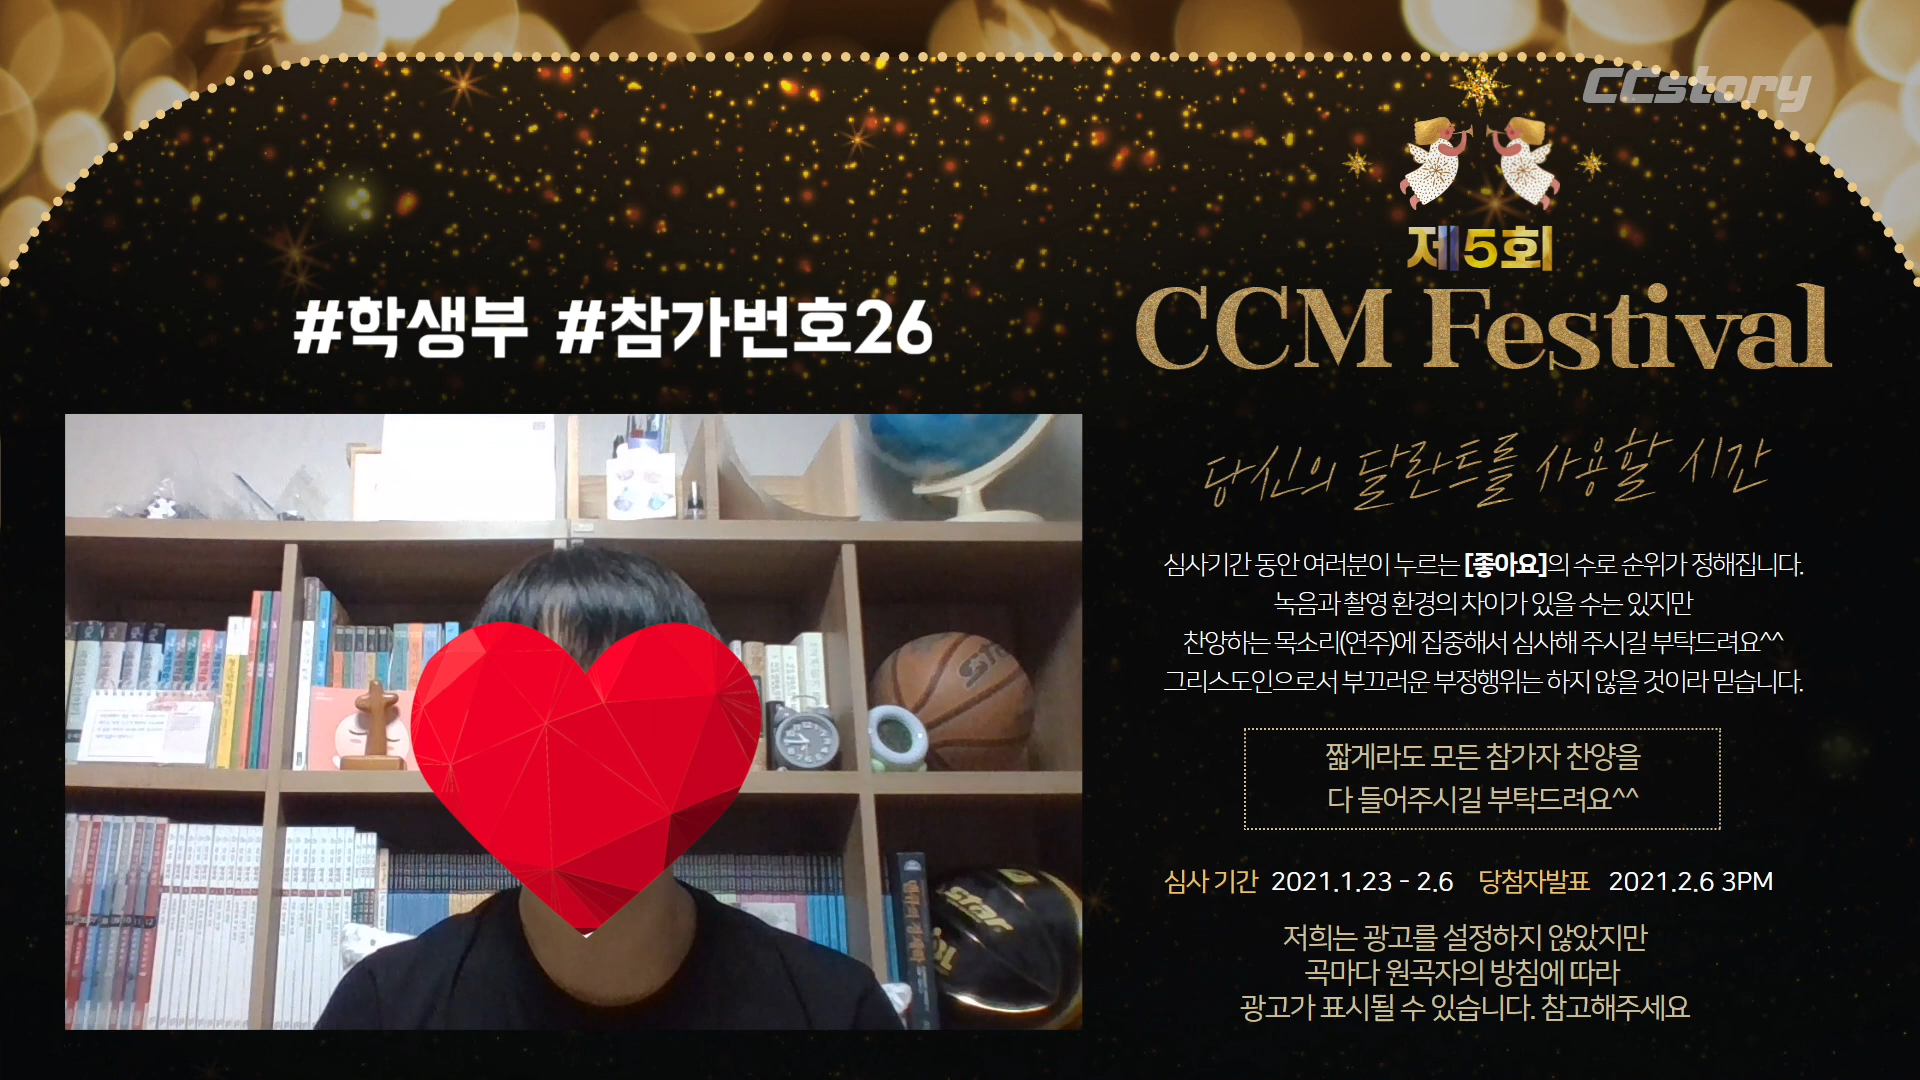 CCstory
제5회
CCM Festival
#학생부 #참가번호26
당신의 달란트를 사용할 시간
심사기간 동안 여러분이 누르는 [좋아요]의 수로 순위가 정해집니다.
녹음과 촬영 환경의 차이가 있을 수는 있지만
찬양하는 목소리(연주)에 집중해서 심사해 주시길 부탁드려요^^
그리스도인으로서 부끄러운 부정행위는 하지 않을 것이라 믿습니다.
짧게라도 모든 참가자 찬양을
다 들어주시길 부탁드려요^^
심사 기간 2021.1.23 - 2.6 당첨자발표 2021.2.6 3PM
저희는 광고를 설정하지 않았지만
곡마다 원곡자의 방침에 따라
광고가 표시될 수 있습니다. 참고해주세요
star